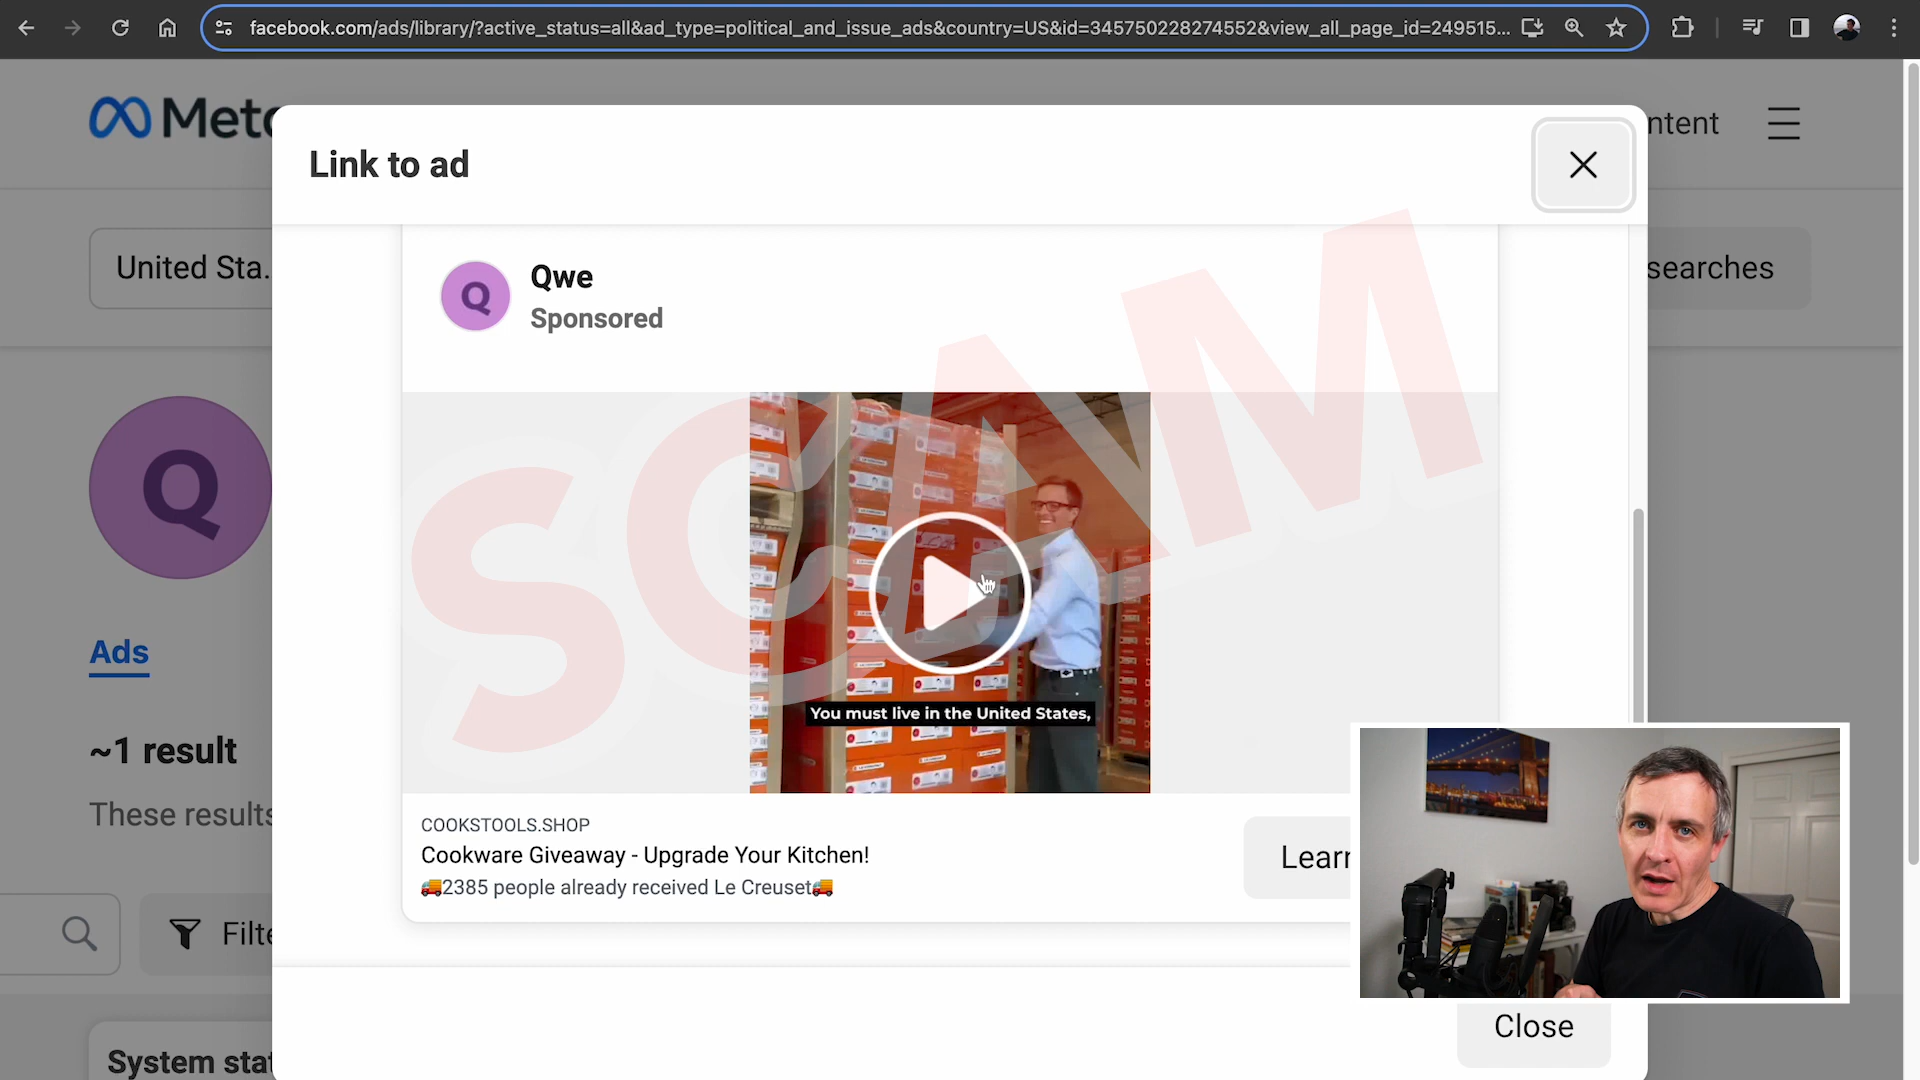 facebook.com/ads/library/?active_status=all&ad_type=political_and_issue_ads&country=US&id=345750228274552&view_all_page_id=249515...
Meta
ntent
Link to ad
United Sta.
searches
Q
Qwe
Sponsored
SCAM
Q
You must live in the United States,
Ads
~1 result
These results
COOKSTOOLS.SHOP
Cookware Giveaway - Upgrade Your Kitchen!
🚚2385 people already received Le Creuset🚚
Learn
Filte
Close
System stat